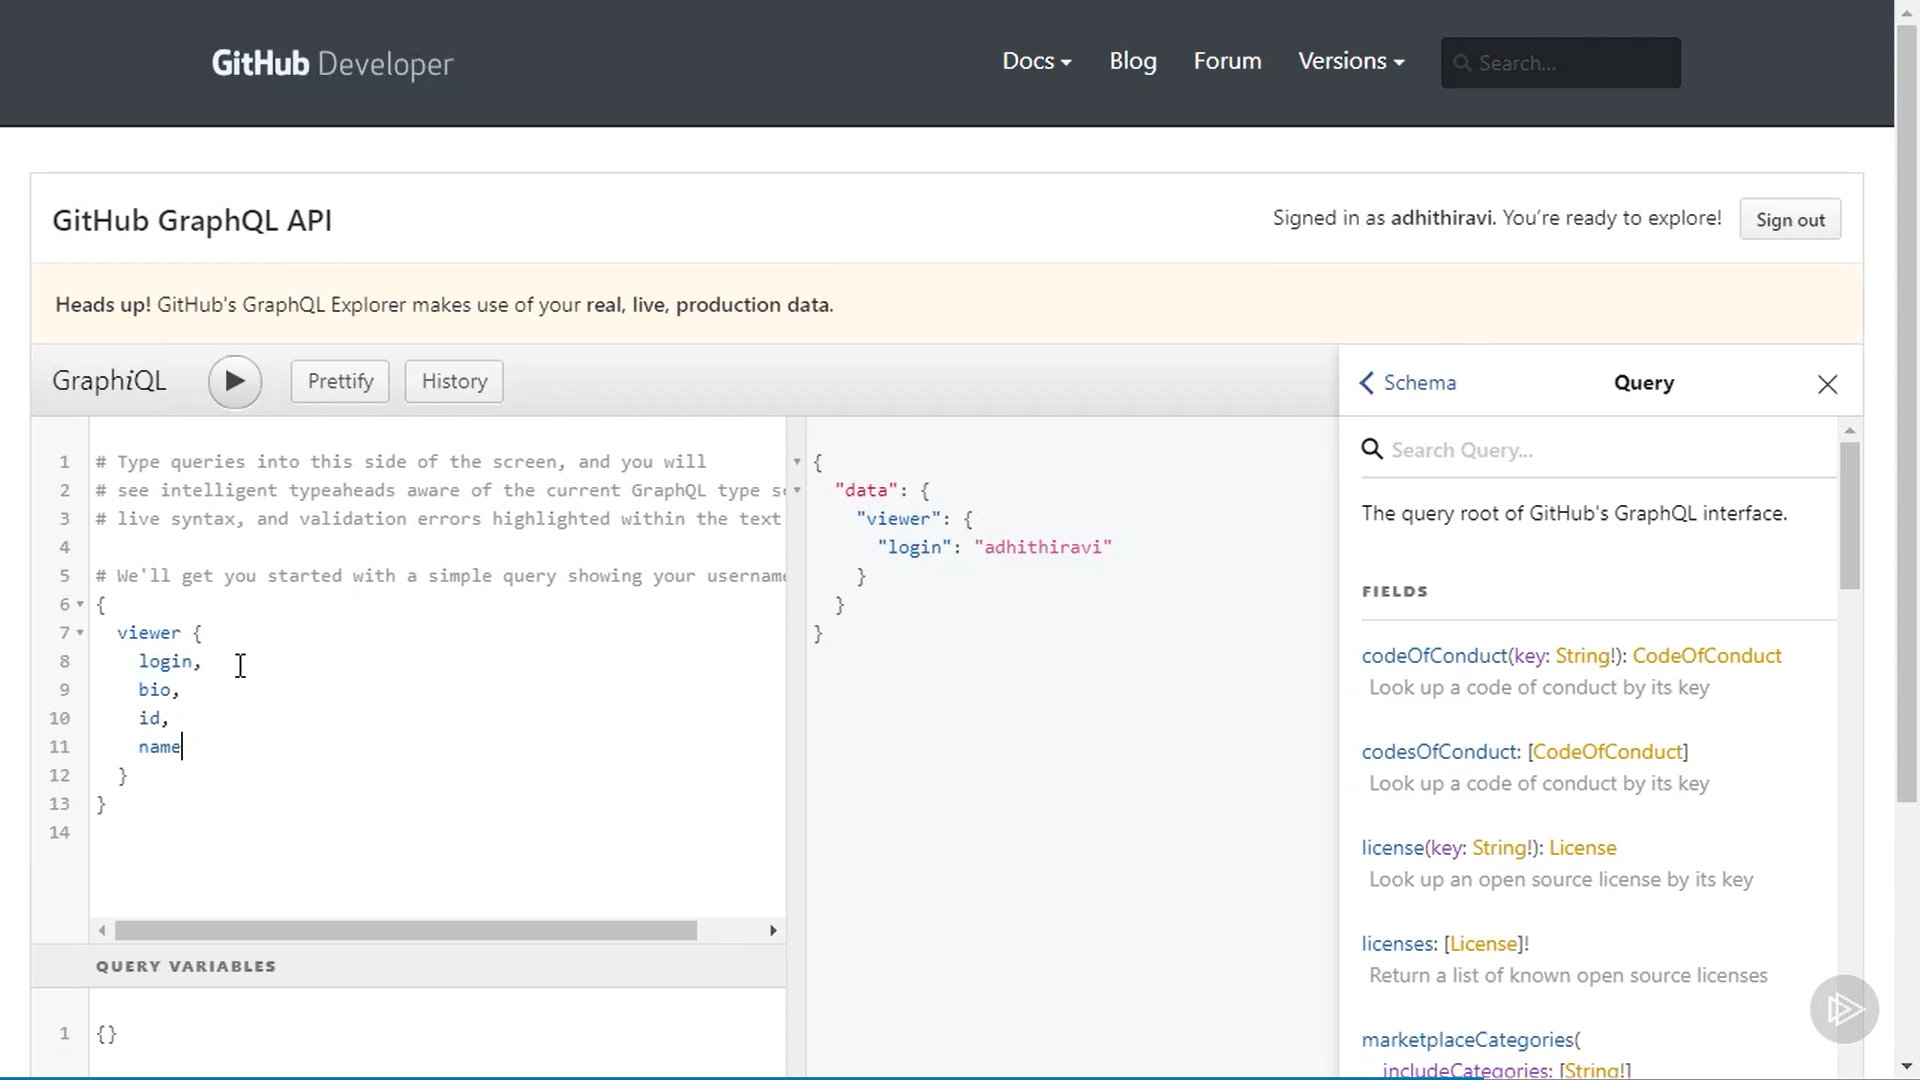 GitHub Developer
Docs
Blog
Forum
Versions
Search...
GitHub GraphQL API
Signed in as adhithiravi. You're ready to explore!
Sign out
Heads up! GitHub's GraphQL Explorer makes use of your real, live, production data.
GraphiQL
Prettify
History
1 # Type queries into this side of the screen, and you will
2 # see intelligent typeaheads aware of the current GraphQL type
3 # live syntax, and validation errors highlighted within the text
4
5 # We'll get you started with a simple query showing your username
6 {
7 viewer {
8 login,
9 bio,
10 id,
11 name
12 }
13 }
14
QUERY VARIABLES
1 {}
{
"data": {
"viewer": {
"login": "adhithiravi"
}
}
}
Schema
Query
Search Query...
The query root of GitHub's GraphQL interface.
FIELDS
codeOfConduct(key: String!): CodeOfConduct
Look up a code of conduct by its key
codesOfConduct: [CodeOfConduct]
Look up a code of conduct by its key
license(key: String!): License
Look up an open source license by its key
licenses: [License]!
Return a list of known open source licenses
marketplaceCategories(
includeCategories: [String!]